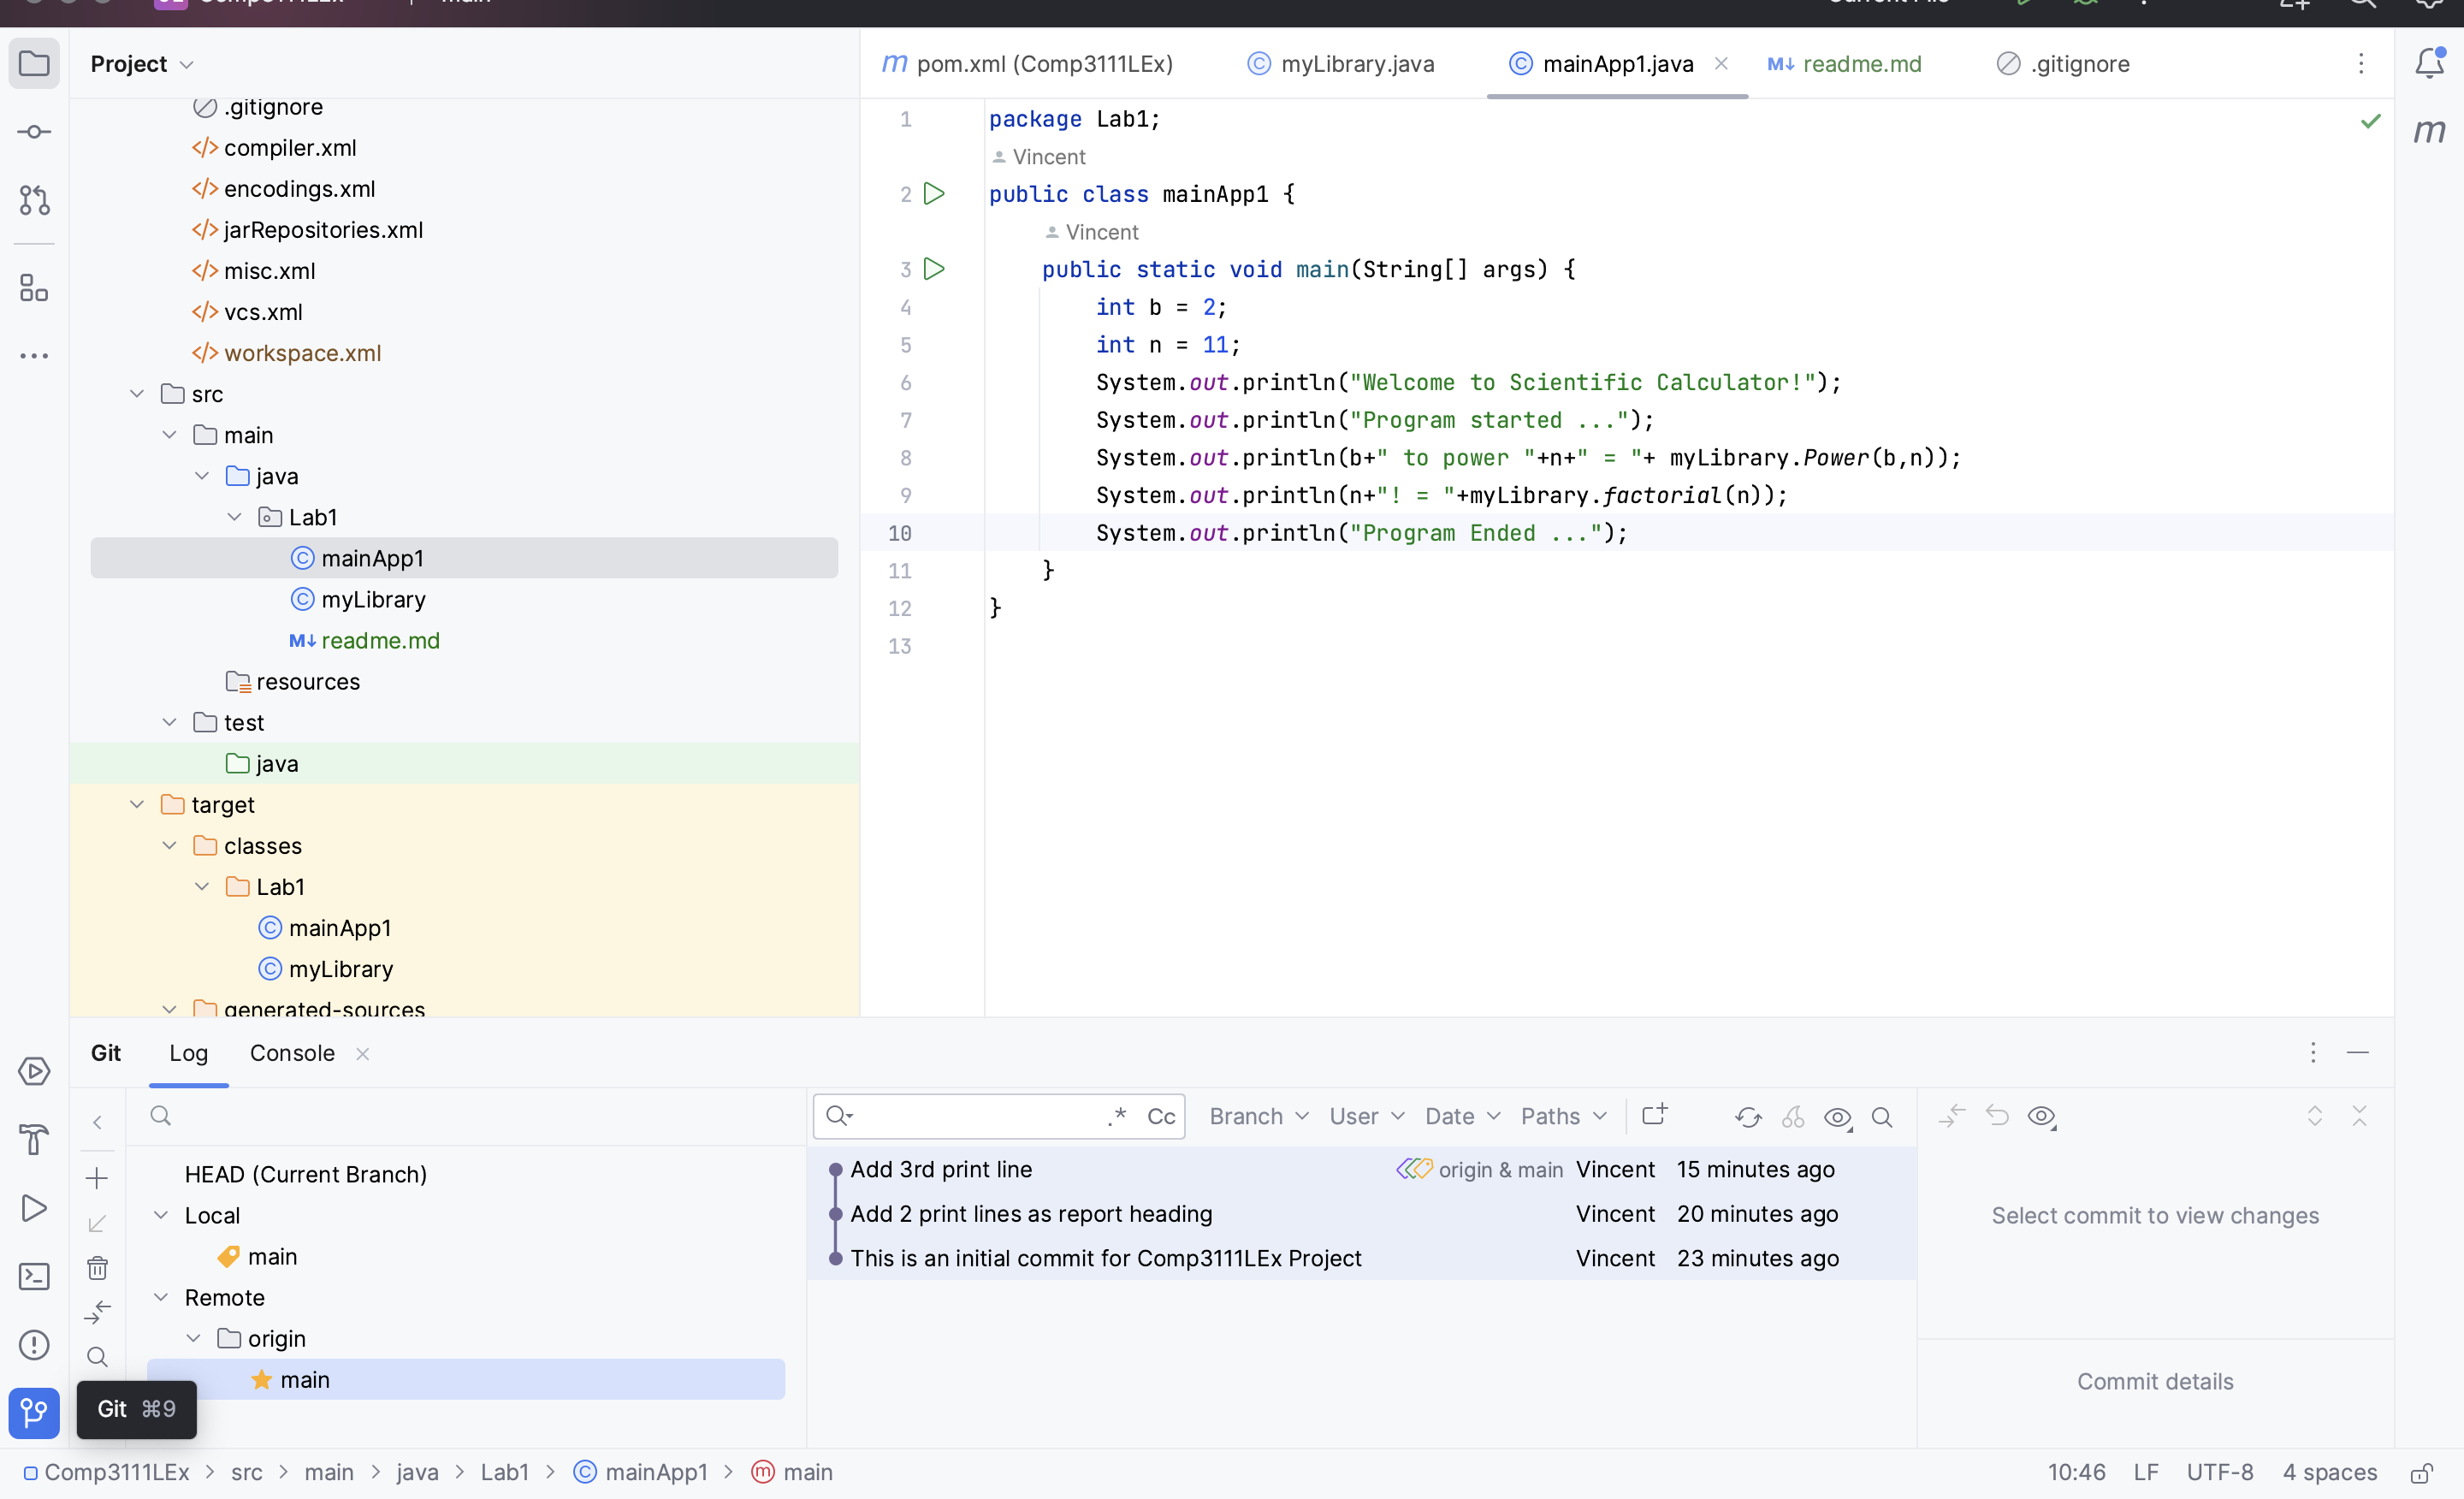 main
Project
.gitignore
compiler.xml
encodings.xml
jarRepositories.xml
misc.xml
vcs.xml
workspace.xml
src
main
java
Lab1
mainApp1
myLibrary
readme.md
resources
test
java
target
classes
Lab1
mainApp1
myLibrary
generated-sources
pom.xml (Comp3111LEx)
myLibrary.java
mainApp1.java
readme.md
.gitignore
1 package Lab1;
Vincent
2 public class mainApp1 {
Vincent
3 public static void main(String[] args) {
4 int b = 2;
5 int n = 11;
6 System.out.println("Welcome to Scientific Calculator!");
7 System.out.println("Program started ...");
8 System.out.println(b+" to power "+n+" = "+ myLibrary.Power(b,n));
9 System.out.println(n+"! = "+myLibrary.factorial(n));
10 System.out.println("Program Ended ...");
11 }
12 }
13
Git Log Console
HEAD (Current Branch)
Local
main
Remote
origin
main
Git ⌘9
.* Cc Branch User Date Paths
Add 3rd print line origin & main Vincent 15 minutes ago
Add 2 print lines as report heading Vincent 20 minutes ago
This is an initial commit for Comp3111LEx Project Vincent 23 minutes ago
Select commit to view changes
Commit details
Comp3111LEx > src > main > java > Lab1 > mainApp1 > main
10:46 LF UTF-8 4 spaces